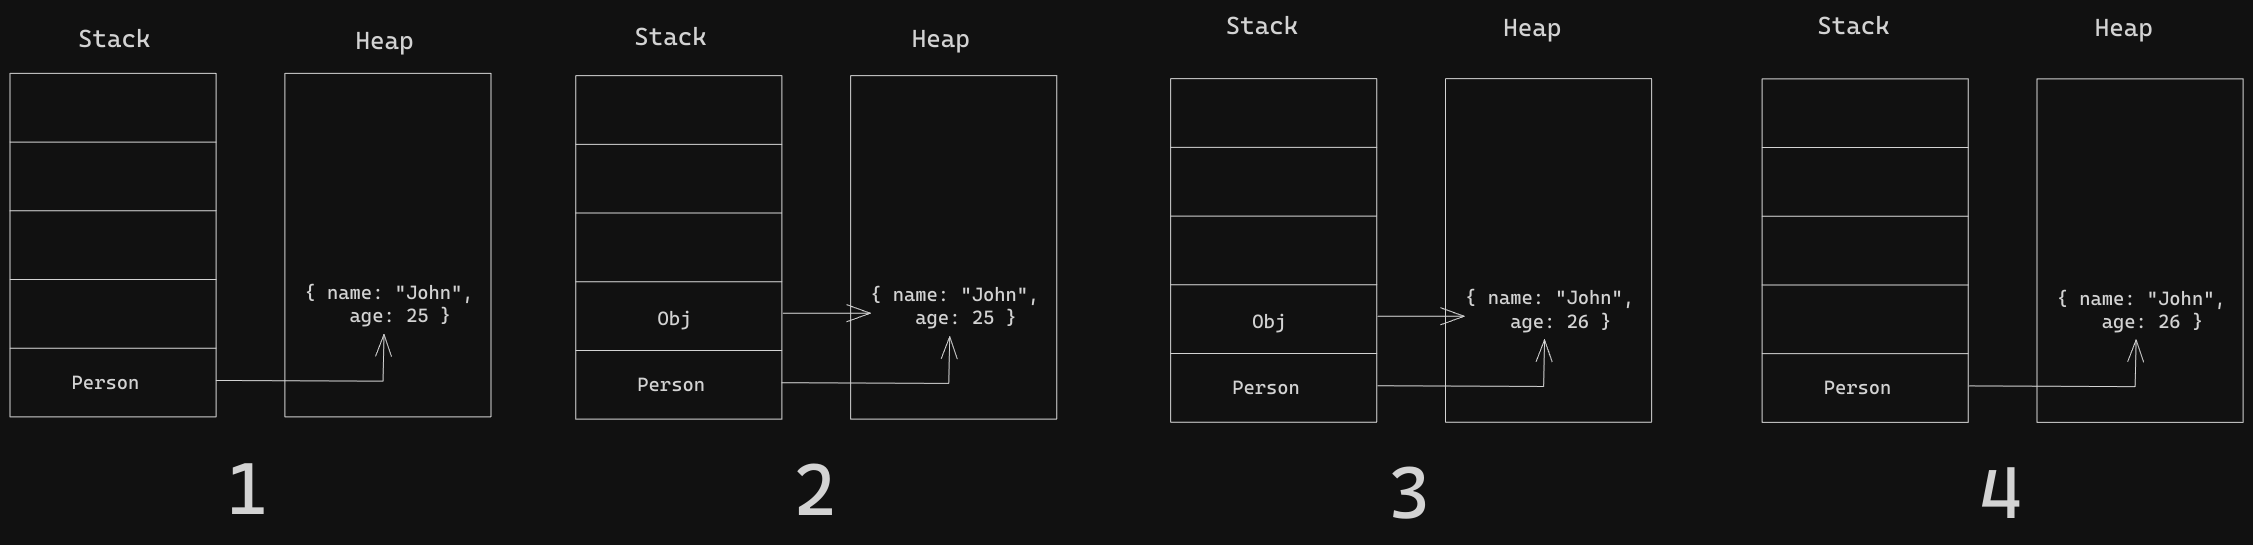 Stack
Heap
{ name: "John",
age: 25 }
Person
1
Stack
Heap
{ name: "John",
age: 25 }
Obj
Person
2
Stack
Heap
{ name: "John",
age: 26 }
Obj
Person
3
Stack
Heap
{ name: "John",
age: 26 }
Person
4